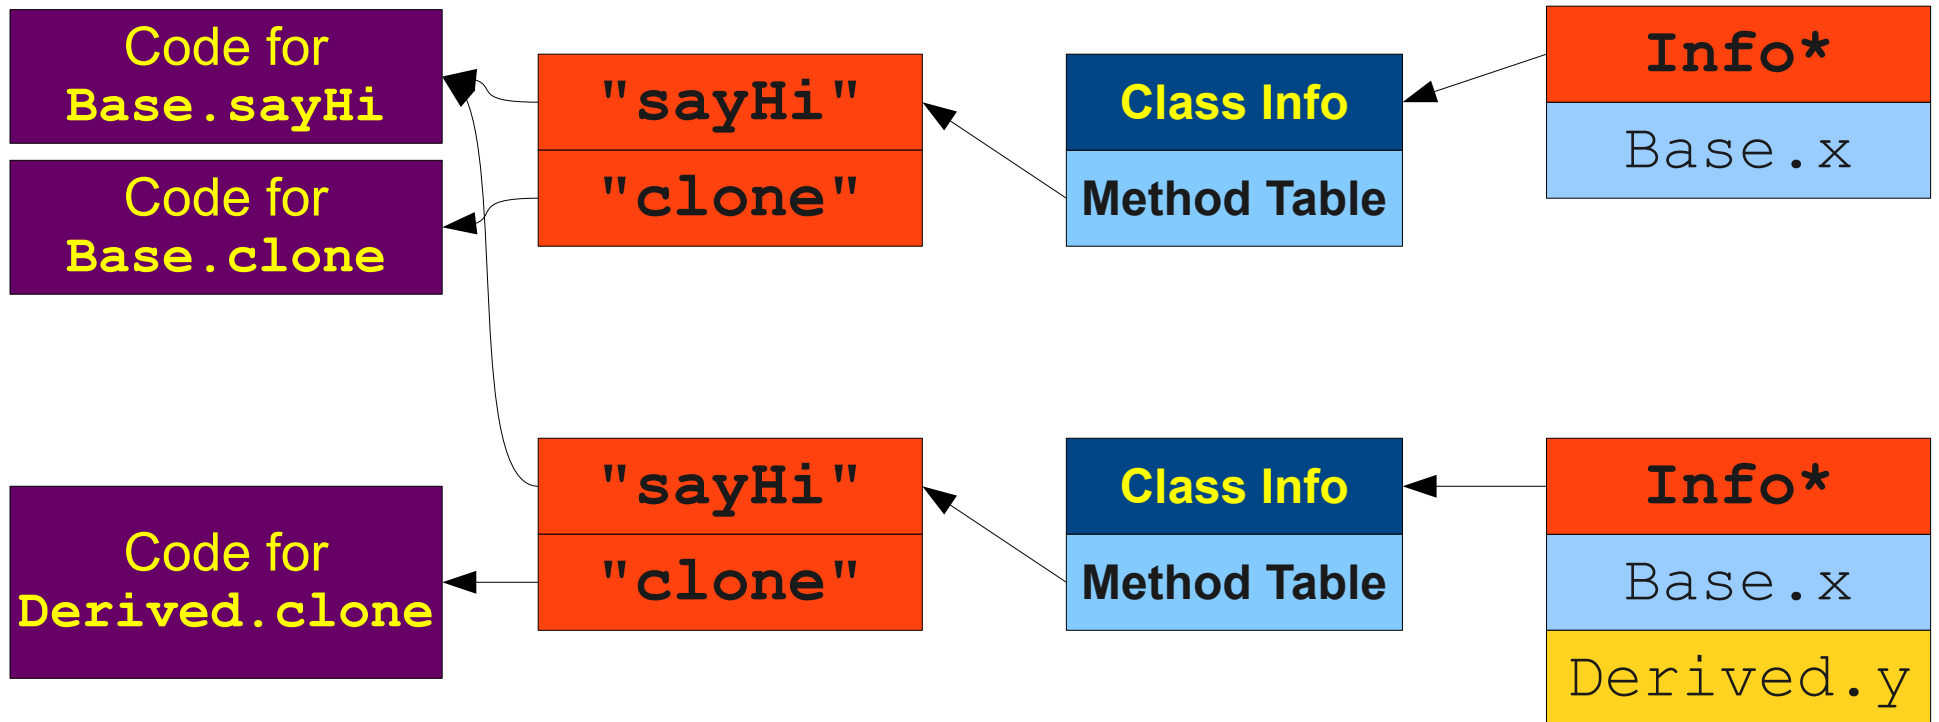 Code for
Base.sayHi
Code for
Base.clone
"sayHi"
"clone"
Class Info
Method Table
Info*
Base.x
Code for
Derived.clone
"sayHi"
"clone"
Class Info
Method Table
Info*
Base.x
Derived.y